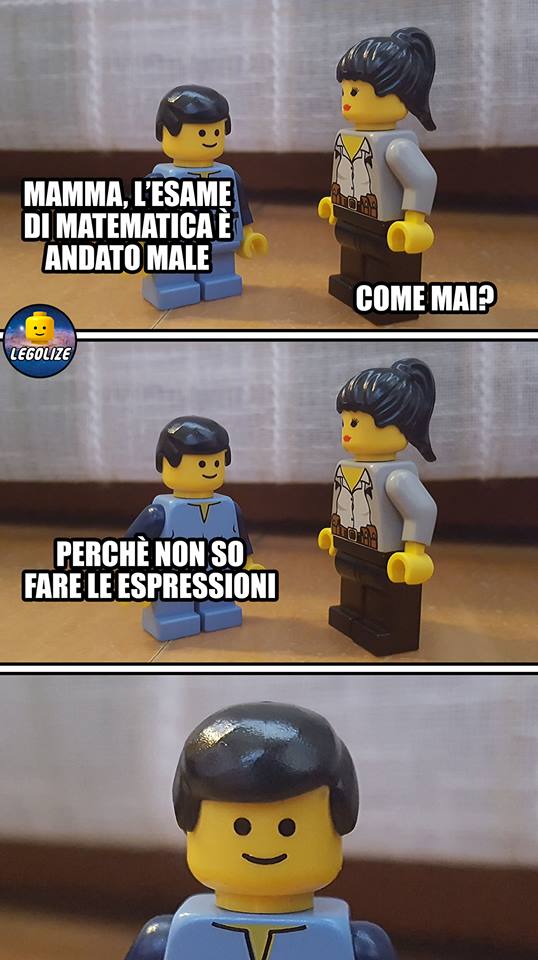 MAMMA, L'ESAME
DI MATEMATICA È
ANDATO MALE
COME MAI?
LEGOLIZE
PERCHÈ NON SO
FARE LE ESPRESSIONI